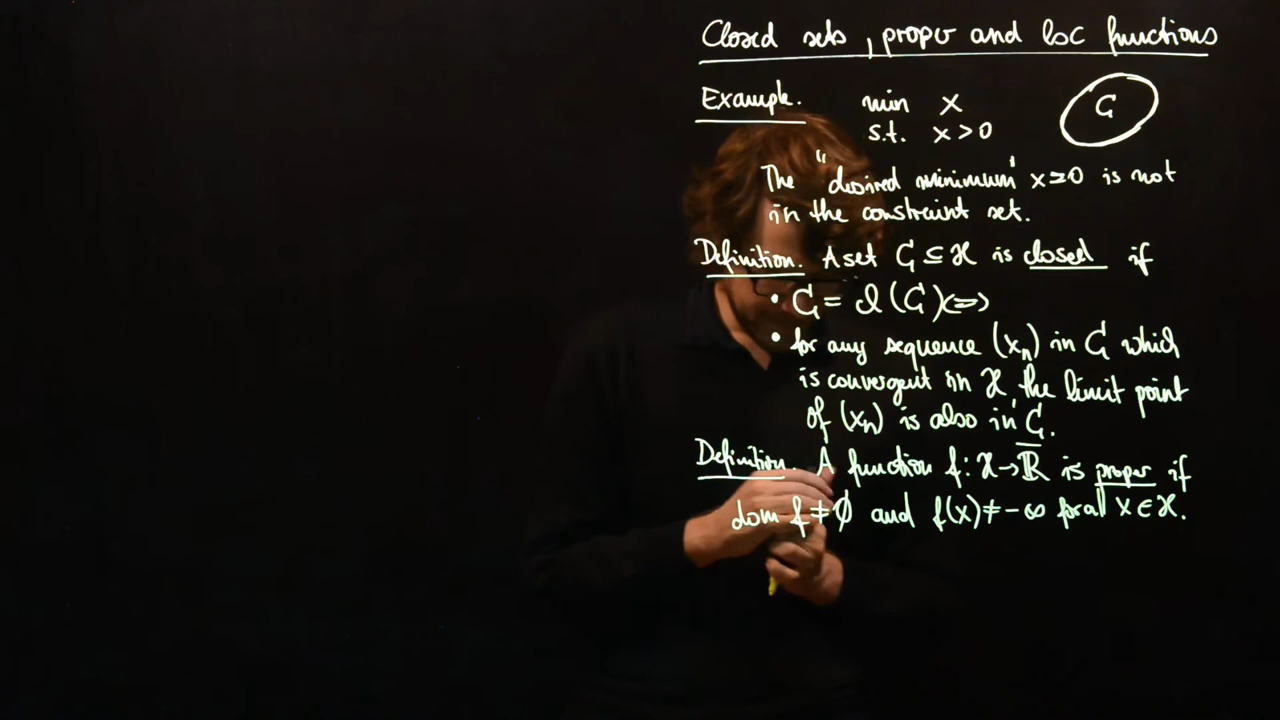 Closed sets, proper and lsc functions
Example. min x
s.t. x > 0
C
The "desired minimum" x=0 is not
in the constraint set.
Definition. A set C ⊆ H is closed if
• C = cl(C) ⟺
• for any sequence (xₙ) in C which
is convergent in H, the limit point
of (xₙ) is also in C.
Definition. A function f: H → R̅ is proper if
dom f ≠ ∅ and f(x) ≠ -∞ for all x ∈ H.